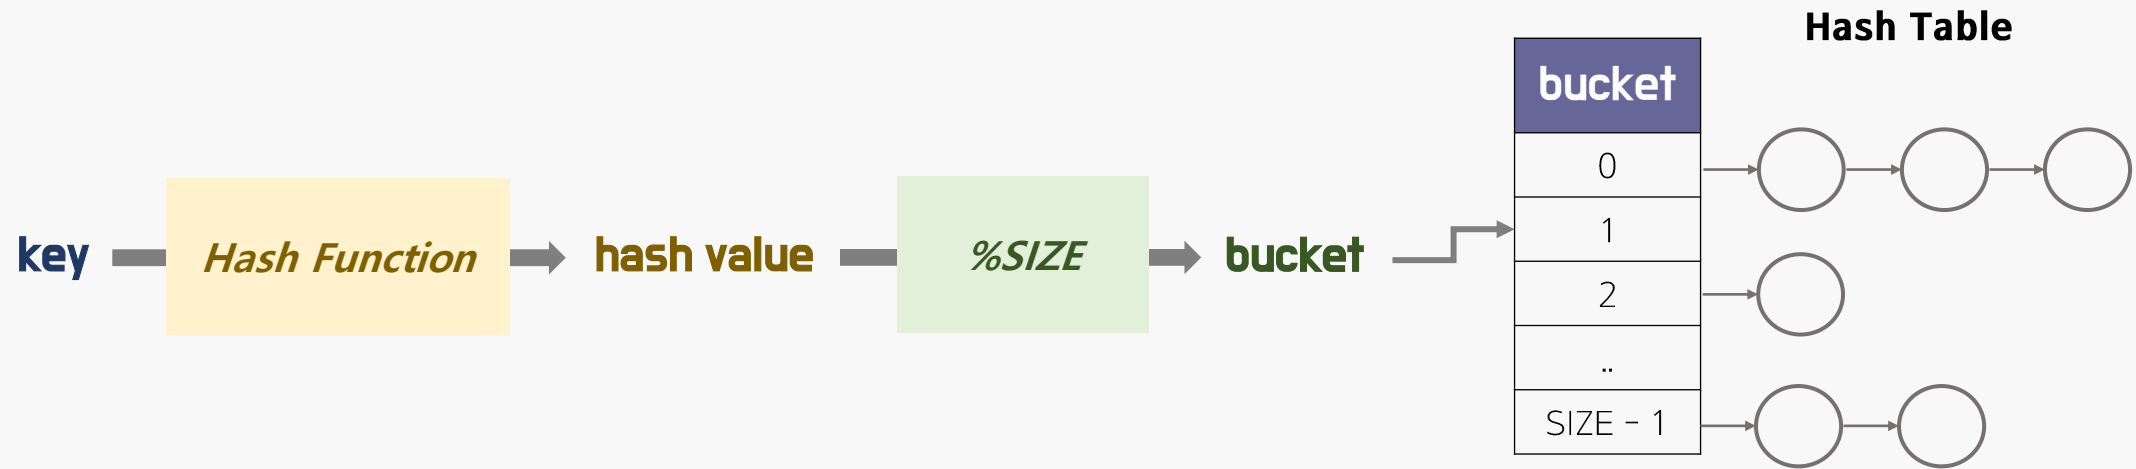 Hash Table
key
Hash Function
hash value
%SIZE
bucket
bucket
0
1
2
..
SIZE - 1